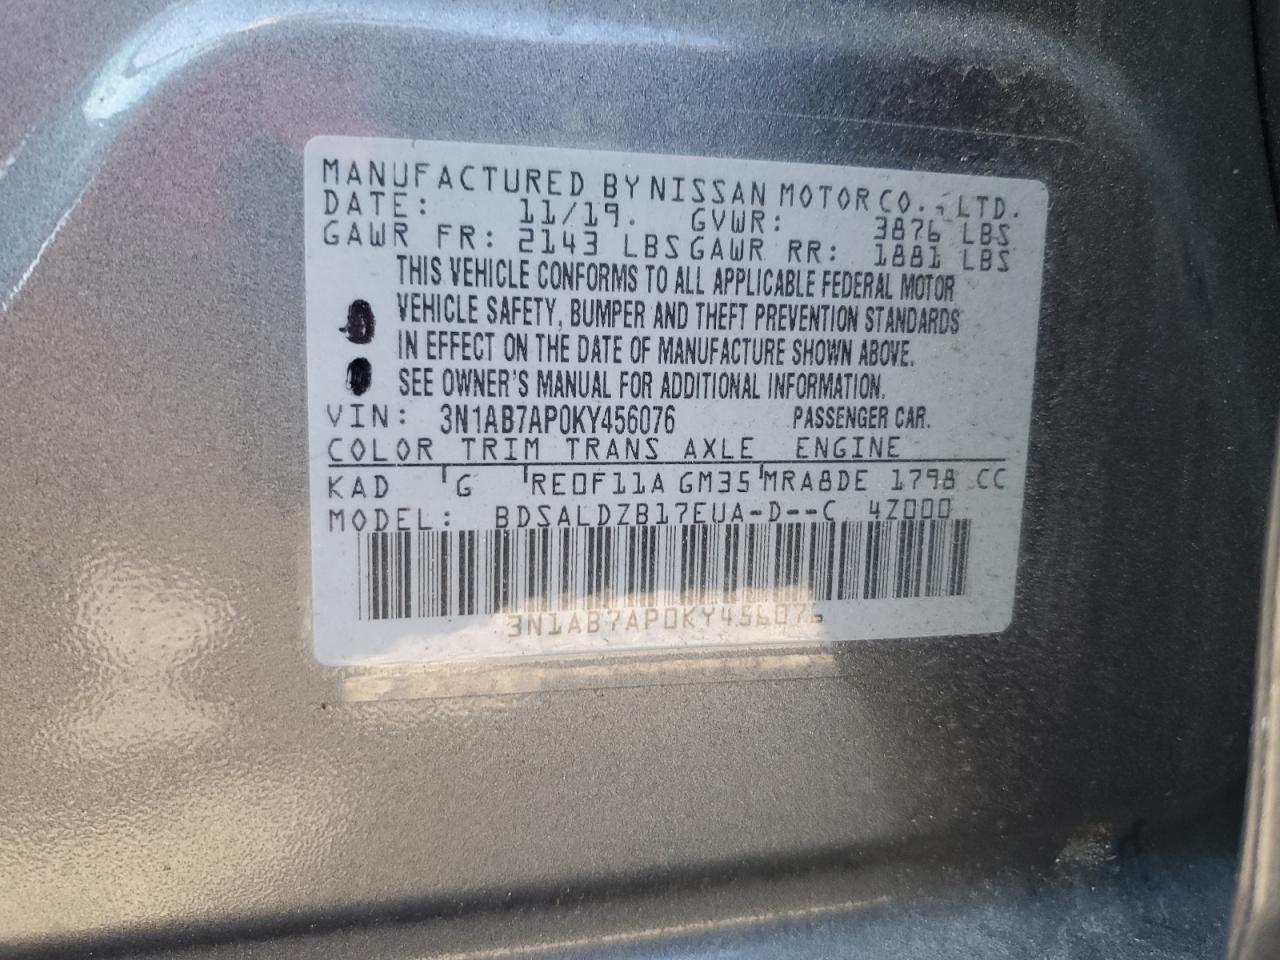 MANUFACTURED BY NISSAN MOTOR CO., LTD.
DATE: 11/19. GVWR: 3876 LBS
GAWR FR: 2143 LBS GAWR RR: 1881 LBS
THIS VEHICLE CONFORMS TO ALL APPLICABLE FEDERAL MOTOR
VEHICLE SAFETY, BUMPER AND THEFT PREVENTION STANDARDS
IN EFFECT ON THE DATE OF MANUFACTURE SHOWN ABOVE.
SEE OWNER'S MANUAL FOR ADDITIONAL INFORMATION.
VIN: 3N1AB7AP0KY456076 PASSENGER CAR.
COLOR TRIM TRANS AXLE ENGINE
KAD G RE0F11A GM35 MRA8DE 1798 CC
MODEL: BDSALDZB17EUA-D--C 4Z000
3N1AB7AP0KY456076